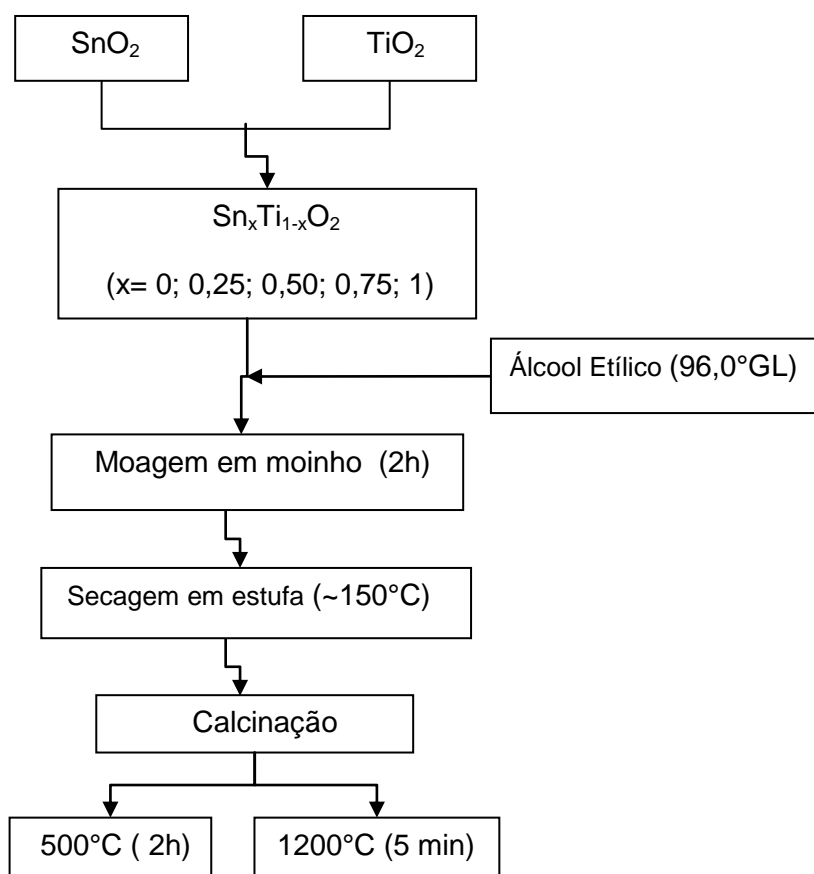 SnO₂
TiO₂
SnₓTi₁₋ₓO₂
(x= 0; 0,25; 0,50; 0,75; 1)
Álcool Etílico (96,0°GL)
Moagem em moinho (2h)
Secagem em estufa (~150°C)
Calcinação
500°C ( 2h)
1200°C (5 min)